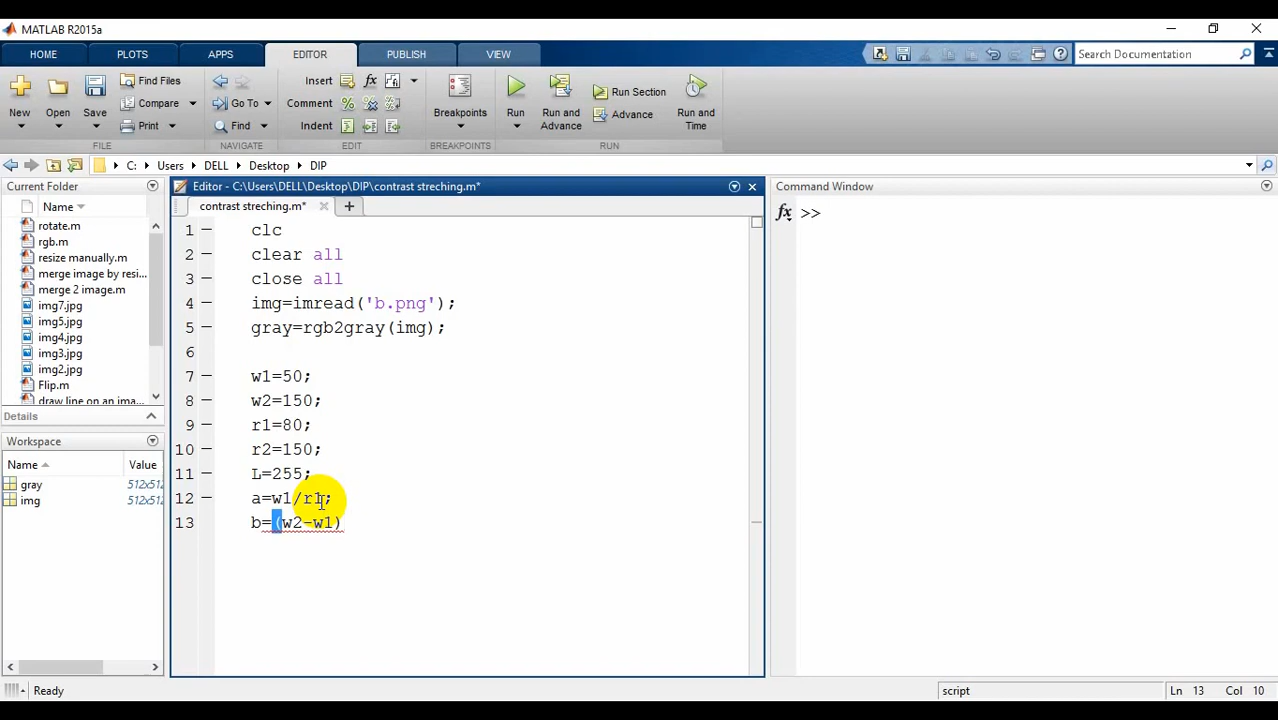 MATLAB R2015a
HOME PLOTS APPS EDITOR PUBLISH VIEW Search Documentation
New Open Save Find Files Compare Print Go To Find Insert fx Comment Indent Breakpoints Run Run and Advance Run Section Advance Run and Time
FILE NAVIGATE EDIT BREAKPOINTS RUN
C: Users DELL Desktop DIP
Current Folder
Name
rotate.m
rgb.m
resize manually.m
merge image by resi...
merge 2 image.m
img7.jpg
img5.jpg
img4.jpg
img3.jpg
img2.jpg
Flip.m
draw line on an ima...
Details
Workspace
Name Value
gray 512x512
img 512x512
Editor - C:\Users\DELL\Desktop\DIP\contrast streching.m*
contrast streching.m*
1 clc
2 clear all
3 close all
4 img=imread('b.png');
5 gray=rgb2gray(img);
6
7 w1=50;
8 w2=150;
9 r1=80;
10 r2=150;
11 L=255;
12 a=w1/r1;
13 b=(w2-w1)
Command Window
fx >>
Ready script Ln 13 Col 10